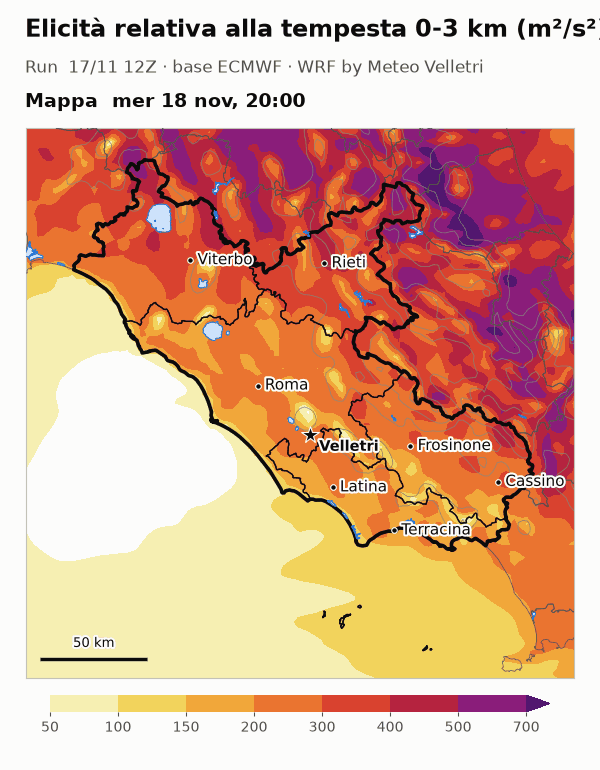 Elicità relativa alla tempesta 0-3 km (m²/s²)
Run 17/11 12Z · base ECMWF · WRF by Meteo Velletri
Mappa mer 18 nov, 20:00
Viterbo
Rieti
Roma
Velletri
Frosinone
Cassino
Latina
Terracina
50 km
50 100 150 200 300 400 500 700